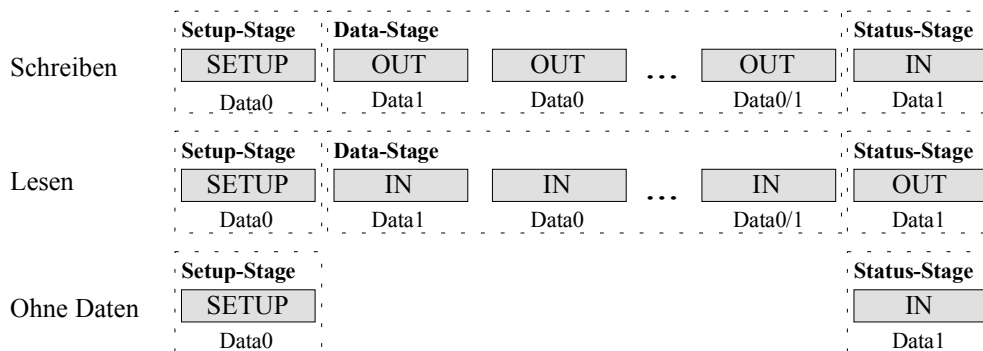 Setup-Stage Data-Stage Status-Stage
Schreiben SETUP OUT OUT ... OUT IN
Data0 Data1 Data0 Data0/1 Data1
Setup-Stage Data-Stage Status-Stage
Lesen SETUP IN IN ... IN OUT
Data0 Data1 Data0 Data0/1 Data1
Setup-Stage Status-Stage
Ohne Daten SETUP IN
Data0 Data1